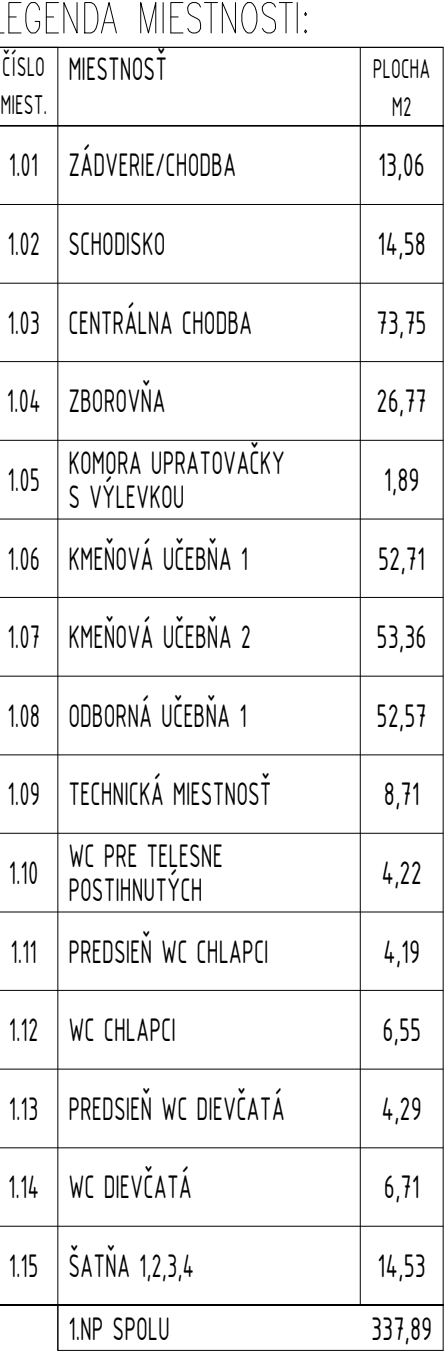 LEGENDA MIESTNOSTI:
ČÍSLO MIEST. MIESTNOSŤ PLOCHA M2
1.01 ZÁDVERIE/CHODBA 13,06
1.02 SCHODISKO 14,58
1.03 CENTRÁLNA CHODBA 73,75
1.04 ZBOROVŇA 26,77
1.05 KOMORA UPRATOVAČKY S VÝLEVKOU 1,89
1.06 KMEŇOVÁ UČEBŇA 1 52,71
1.07 KMEŇOVÁ UČEBŇA 2 53,36
1.08 ODBORNÁ UČEBŇA 1 52,57
1.09 TECHNICKÁ MIESTNOSŤ 8,71
1.10 WC PRE TELESNE POSTIHNUTÝCH 4,22
1.11 PREDSIEŇ WC CHLAPCI 4,19
1.12 WC CHLAPCI 6,55
1.13 PREDSIEŇ WC DIEVČATÁ 4,29
1.14 WC DIEVČATÁ 6,71
1.15 ŠATŇA 1,2,3,4 14,53
1.NP SPOLU 337,89